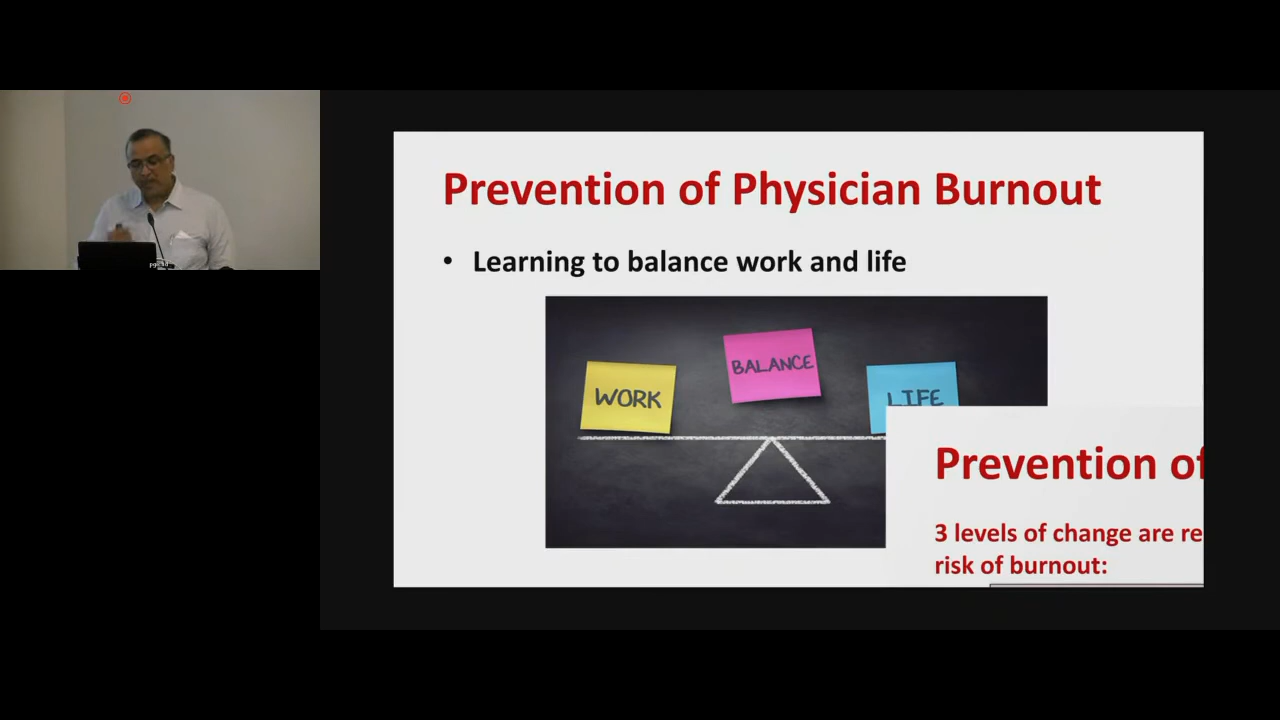 Prevention of Physician Burnout
• Learning to balance work and life
WORK
BALANCE
LIFE
Prevention of
3 levels of change are re
risk of burnout: